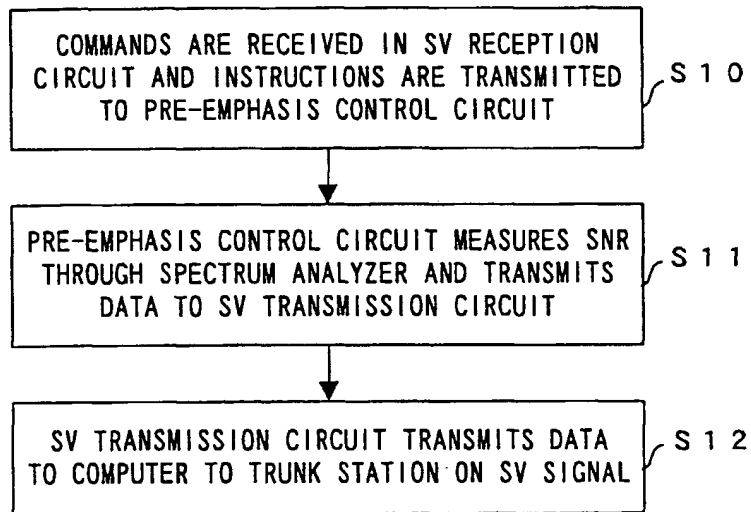 COMMANDS ARE RECEIVED IN SV RECEPTION
CIRCUIT AND INSTRUCTIONS ARE TRANSMITTED
TO PRE-EMPHASIS CONTROL CIRCUIT
S10
PRE-EMPHASIS CONTROL CIRCUIT MEASURES SNR
THROUGH SPECTRUM ANALYZER AND TRANSMITS
DATA TO SV TRANSMISSION CIRCUIT
S11
SV TRANSMISSION CIRCUIT TRANSMITS DATA
TO COMPUTER TO TRUNK STATION ON SV SIGNAL
S12